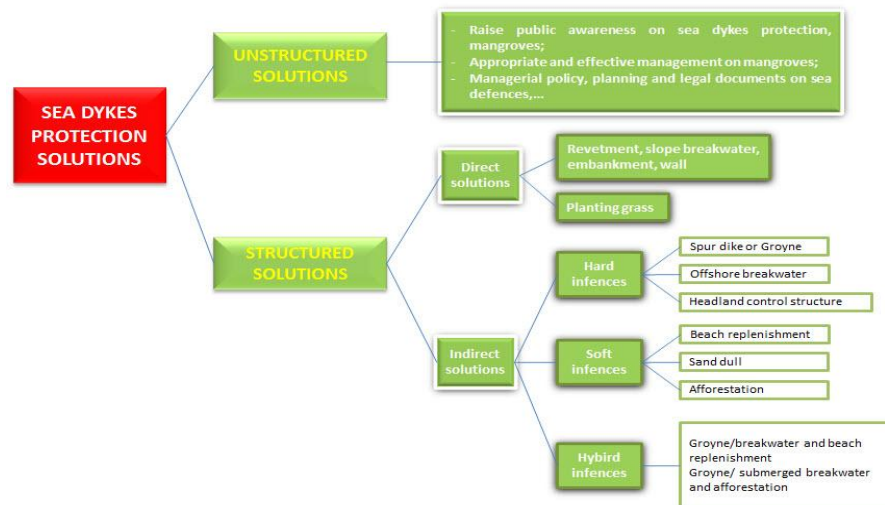 SEA DYKES
PROTECTION
SOLUTIONS
UNSTRUCTURED
SOLUTIONS
- Raise public awareness on sea dykes protection,
mangroves;
- Appropriate and effective management on mangroves;
- Managerial policy, planning and legal documents on sea
defences,...
STRUCTURED
SOLUTIONS
Direct
solutions
Revetment, slope breakwater,
embankment, wall
Planting grass
Indirect
solutions
Hard
infences
Spur dike or Groyne
Offshore breakwater
Headland control structure
Soft
infences
Beach replenishment
Sand dull
Afforestation
Hybird
infences
Groyne/breakwater and beach
replenishment
Groyne/ submerged breakwater
and afforestation